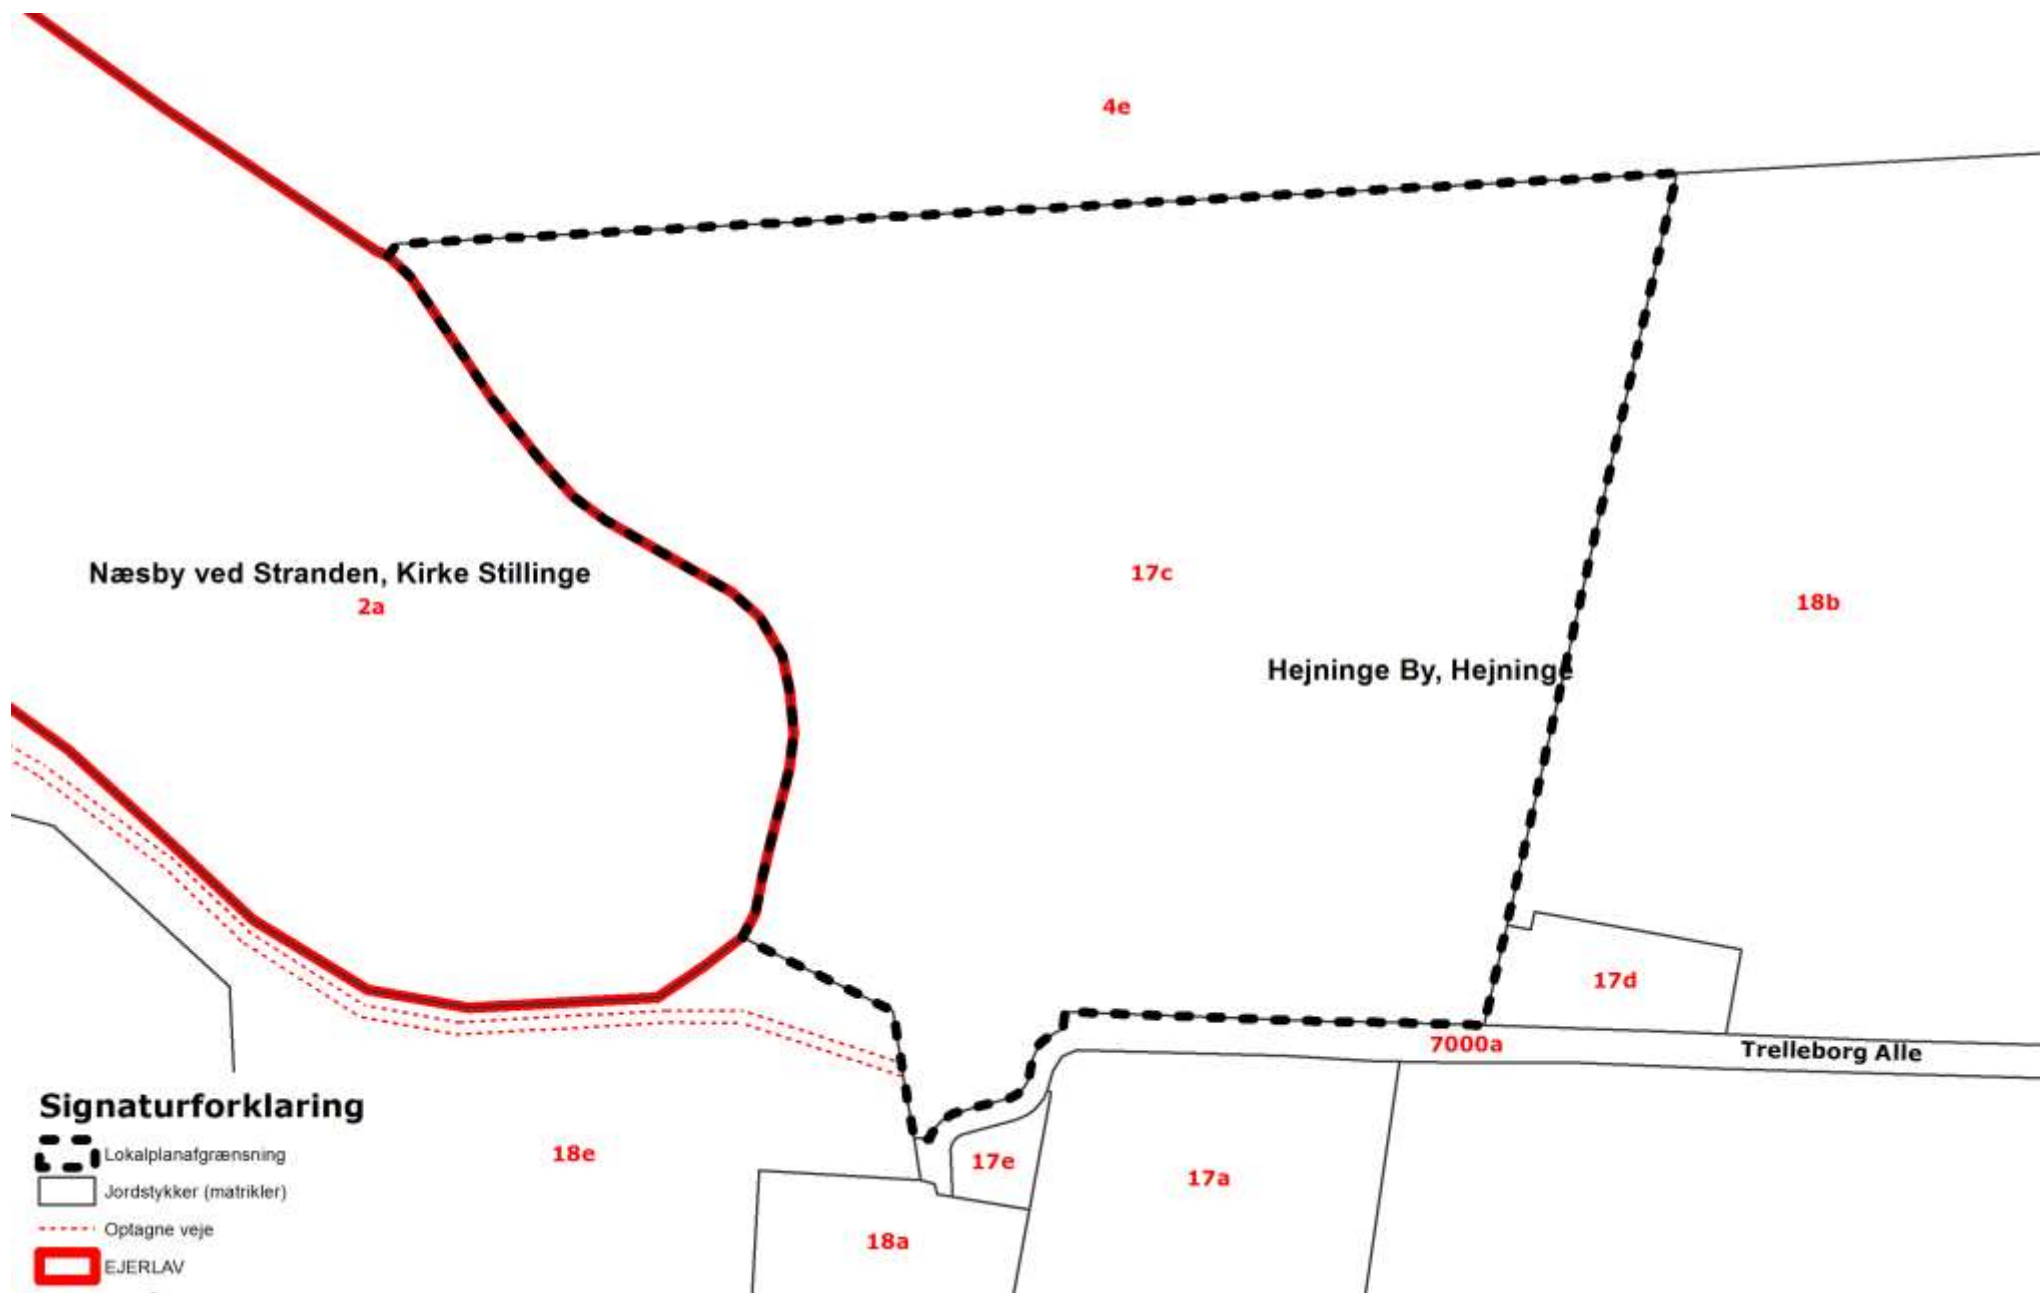 4e
Næsby ved Stranden, Kirke Stillinge
2a
17c
18b
Hejninge By, Hejninge
17d
7000a
Trelleborg Alle
Signaturforklaring
Lokalplanafgrænsning
Jordstykker (matrikler)
Optagne veje
EJERLAV
18e
17e
17a
18a